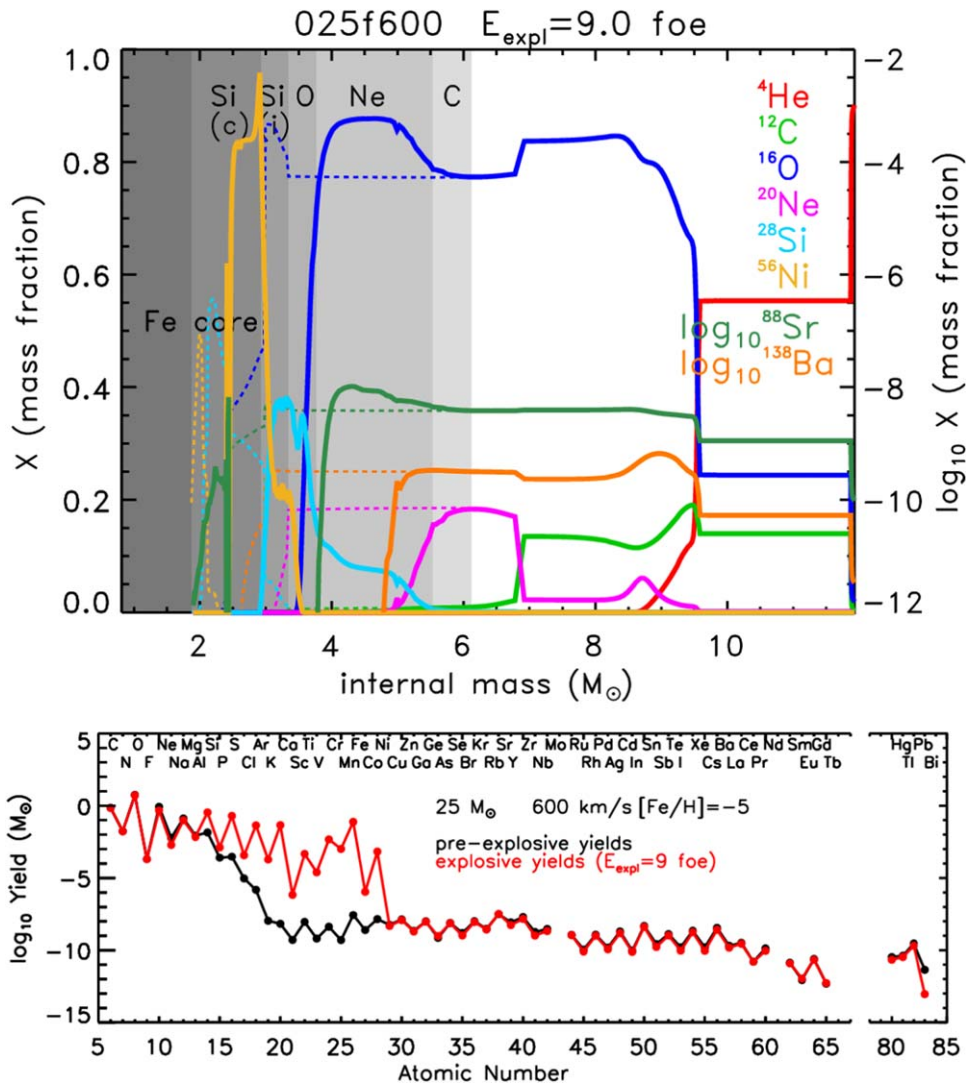 025f600 E_expl=9.0 foe
1.0 0.8 0.6 0.4 0.2 0.0
X (mass fraction)
Fe core
Si (c)
Si (i)
O
Ne
C
⁴He
¹²C
¹⁶O
²⁰Ne
²⁸Si
⁵⁶Ni
log₁₀ ⁸⁸Sr
log₁₀ ¹³⁸Ba
−2 −4 −6 −8 −10 −12
log₁₀ X (mass fraction)
2 4 6 8 10
internal mass (M⊙)
C O Ne Mg Si S Ar Ca Ti Cr Fe Ni Zn Ge Se Kr Sr Zr Mo Ru Pd Cd Sn Te Xe Ba Ce Nd Sm Gd Hg Pb
N F Na Al P Cl K Sc V Mn Co Cu Ga As Br Rb Y Nb Rh Ag In Sb I Cs La Pr Eu Tb Tl Bi
25 M⊙ 600 km/s [Fe/H]=−5
pre-explosive yields
explosive yields (E_expl=9 foe)
5 0 −5 −10 −15
log₁₀ Yield (M⊙)
5 10 15 20 25 30 35 40 45 50 55 60 65 80 85
Atomic Number